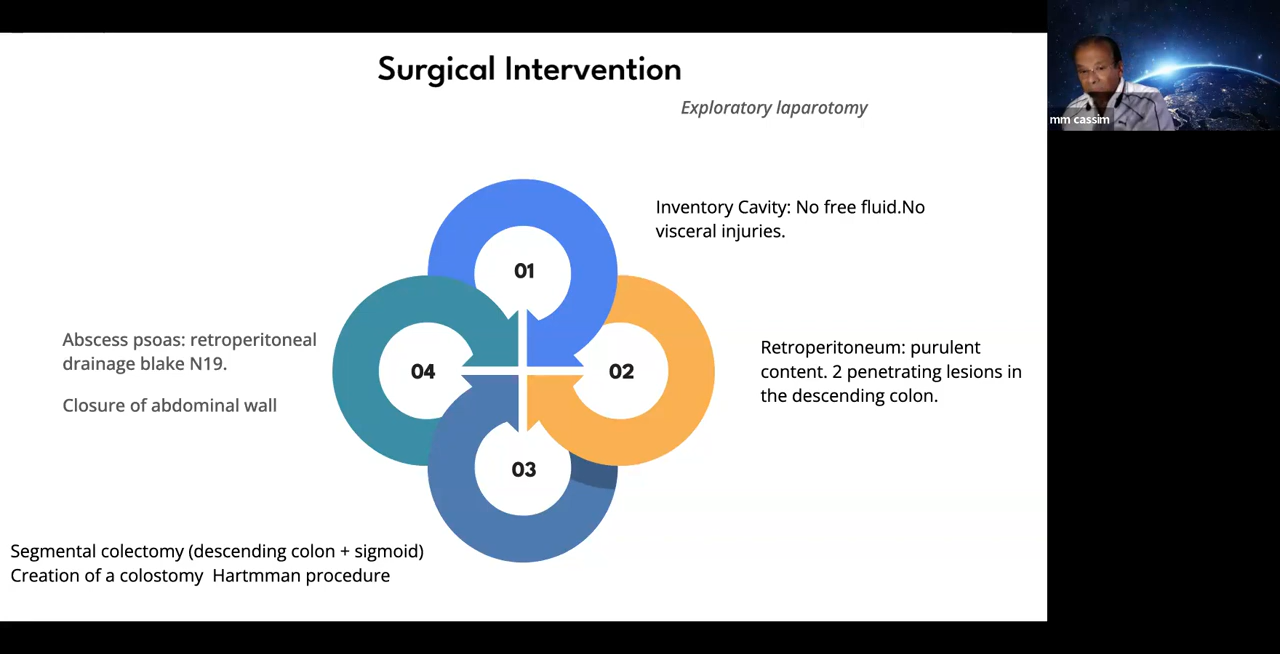 Surgical Intervention
Exploratory laparotomy
mm cassim
01
Inventory Cavity: No free fluid.No
visceral injuries.
02
Retroperitoneum: purulent
content. 2 penetrating lesions in
the descending colon.
03
Segmental colectomy (descending colon + sigmoid)
Creation of a colostomy  Hartmman procedure
04
Abscess psoas: retroperitoneal
drainage blake N19.
Closure of abdominal wall